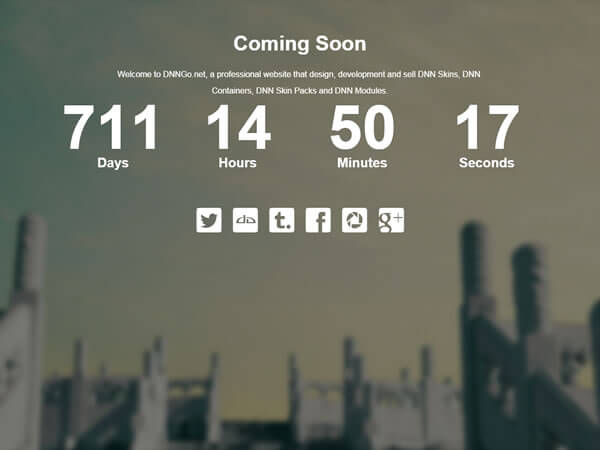 Coming Soon
Welcome to DNNGo.net, a professional website that design, development and sell DNN Skins, DNN
Containers, DNN Skin Packs and DNN Modules.
711 14 50 17
Days Hours Minutes Seconds
t. f g+